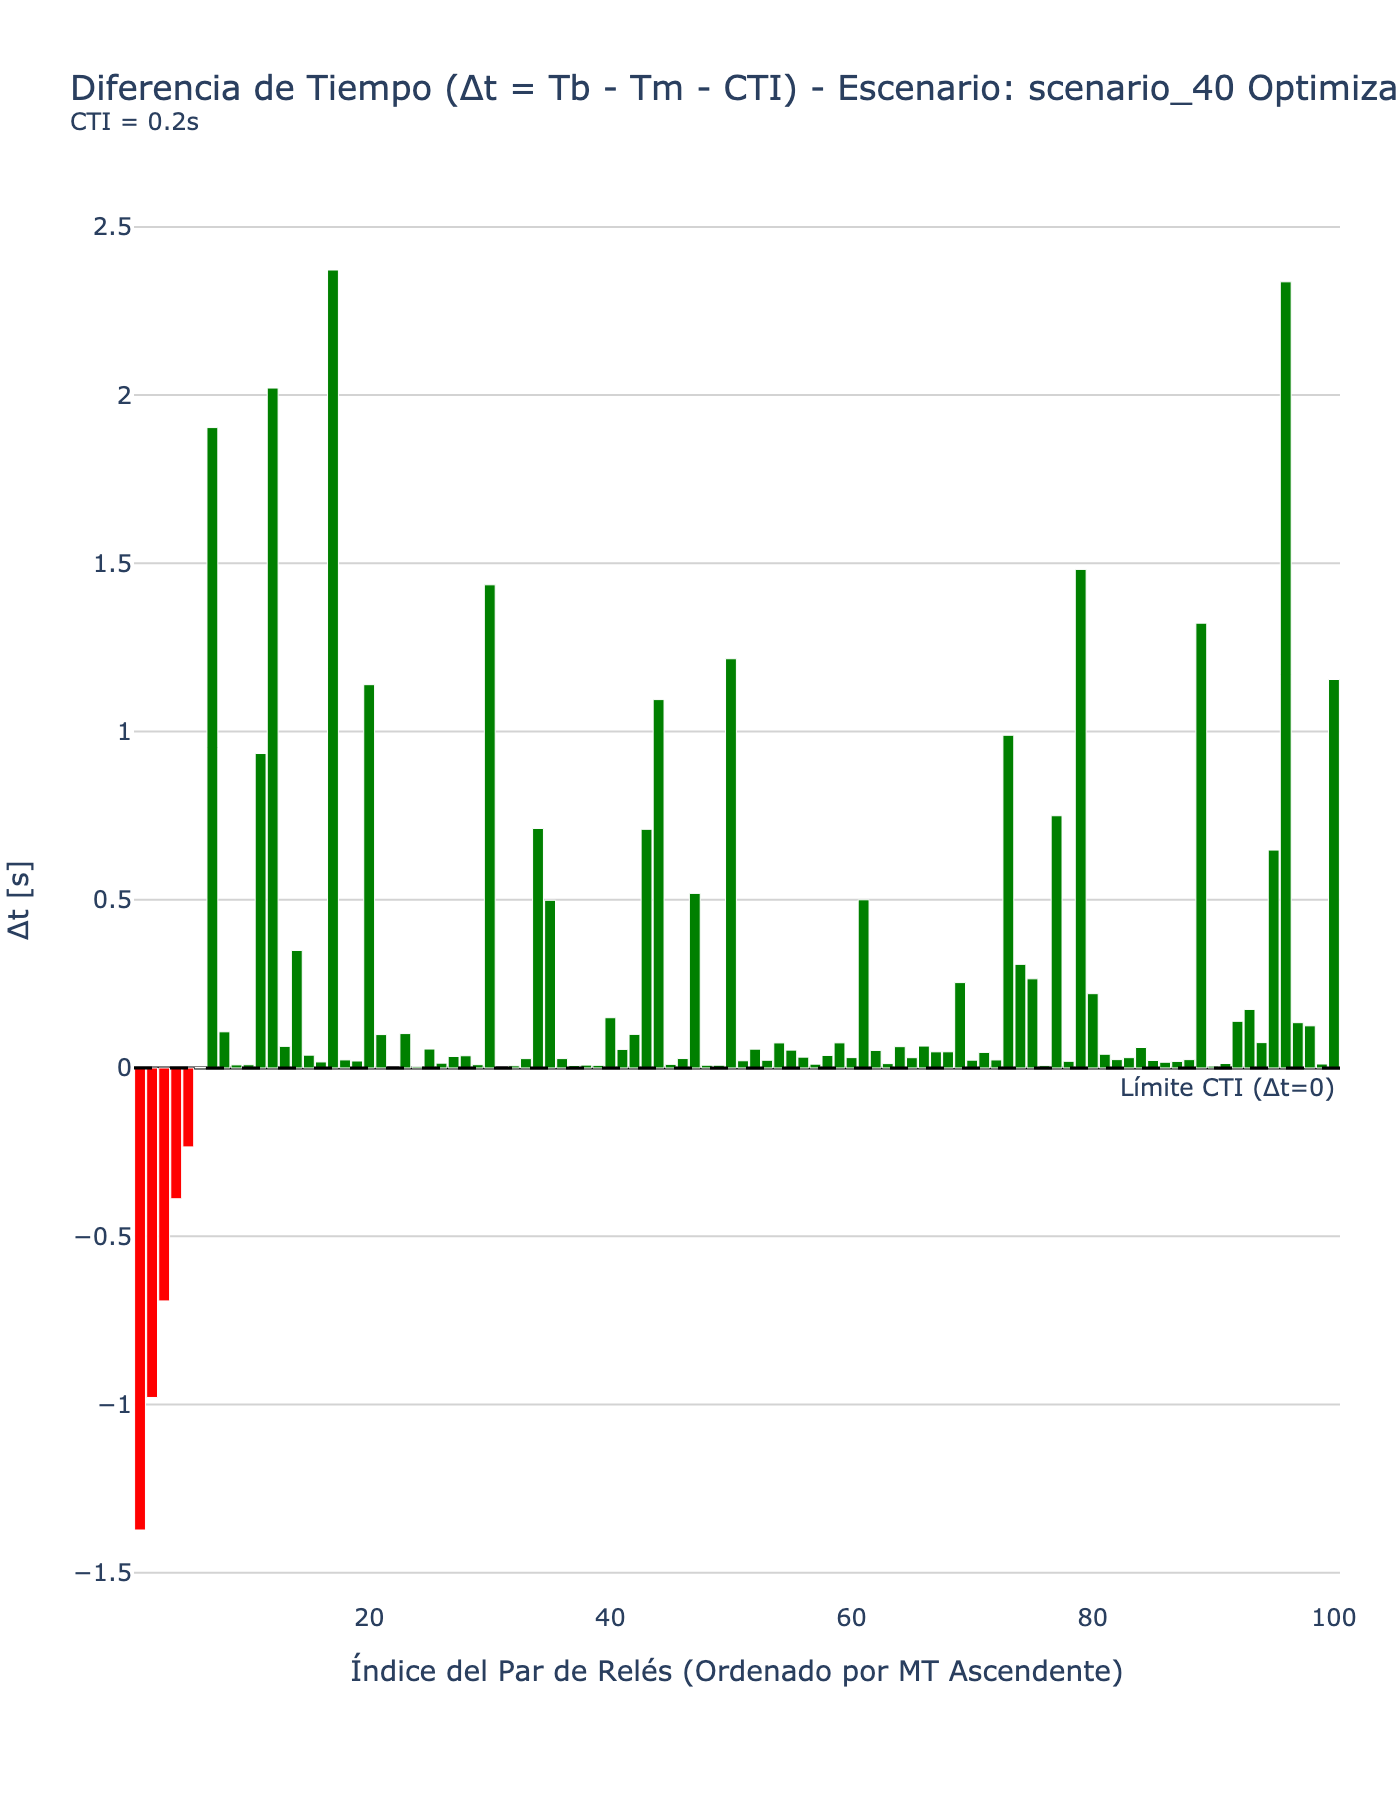 Diferencia de Tiempo (Δt = Tb - Tm - CTI) - Escenario: scenario_40 Optimiza
CTI = 0.2s
2.5
2
1.5
1
0.5
0
−0.5
−1
−1.5
Δt [s]
Límite CTI (Δt=0)
20 40 60 80 100
Índice del Par de Relés (Ordenado por MT Ascendente)